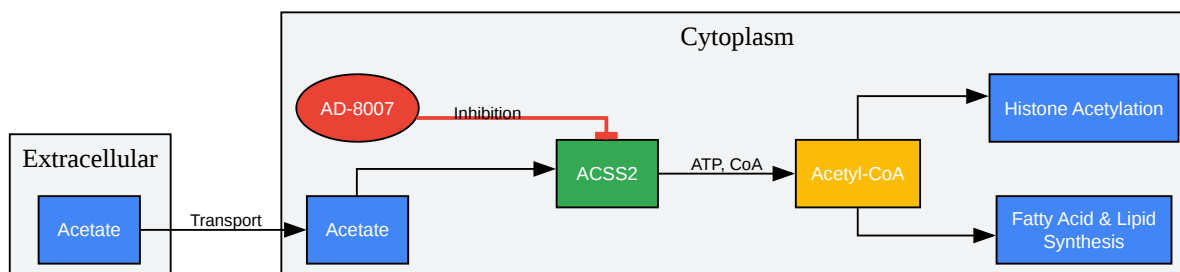 Cytoplasm
AD-8007
Inhibition
Histone Acetylation
Extracellular
ACSS2
ATP, CoA
Acetyl-CoA
Acetate
Transport
Acetate
Fatty Acid & Lipid
Synthesis